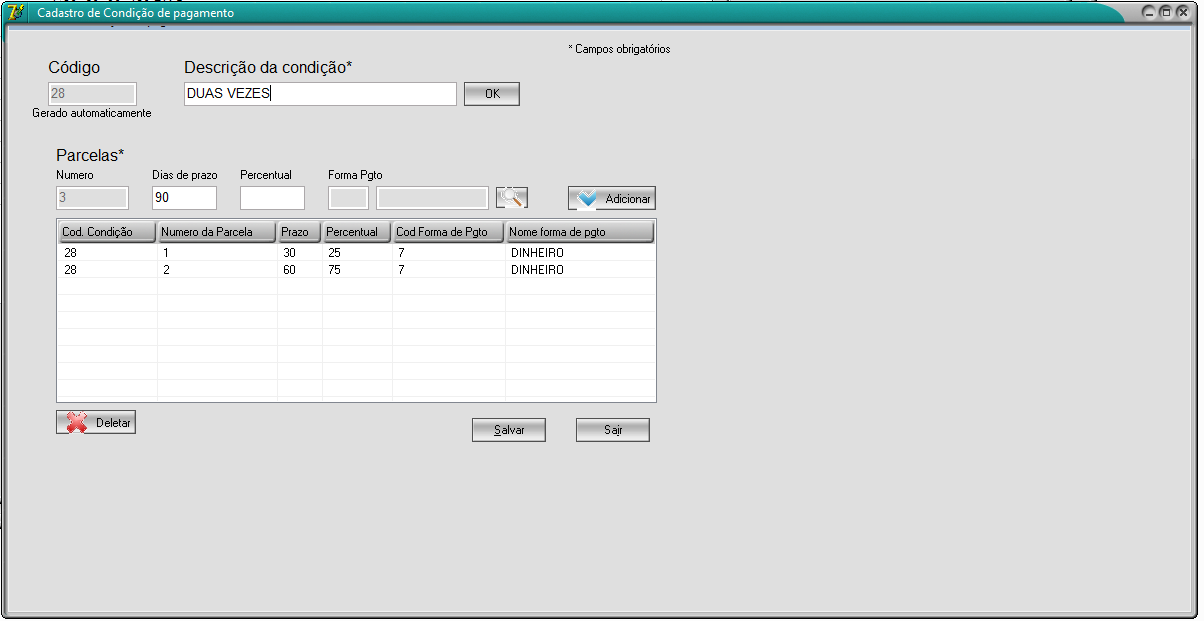 Cadastro de Condição de pagamento
* Campos obrigatórios
Código Descrição da condição*
28 DUAS VEZES OK
Gerado automaticamente
Parcelas*
Numero Dias de prazo Percentual Forma Pgto
3 90 Adicionar
Cod. Condição Numero da Parcela Prazo Percentual Cod Forma de Pgto Nome forma de pgto
28 1 30 25 7 DINHEIRO
28 2 60 75 7 DINHEIRO
Deletar
Salvar Sair